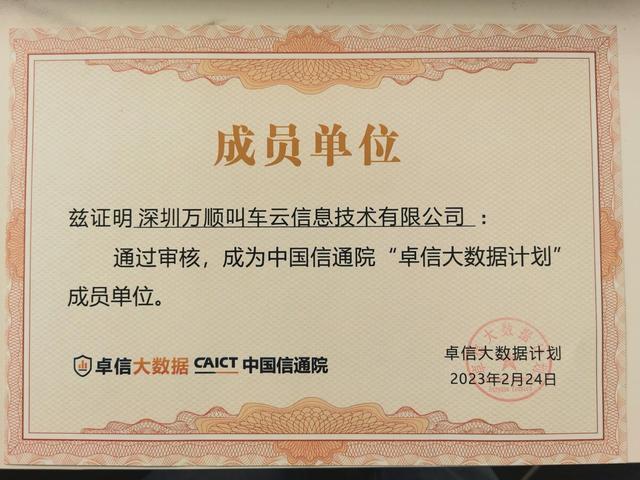 成员单位
兹证明 深圳万顺叫车云信息技术有限公司 ：
通过审核，成为中国信通院“卓信大数据计划”
成员单位。
卓信大数据 CAICT 中国信通院
卓信大数据计划
2023年2月24日